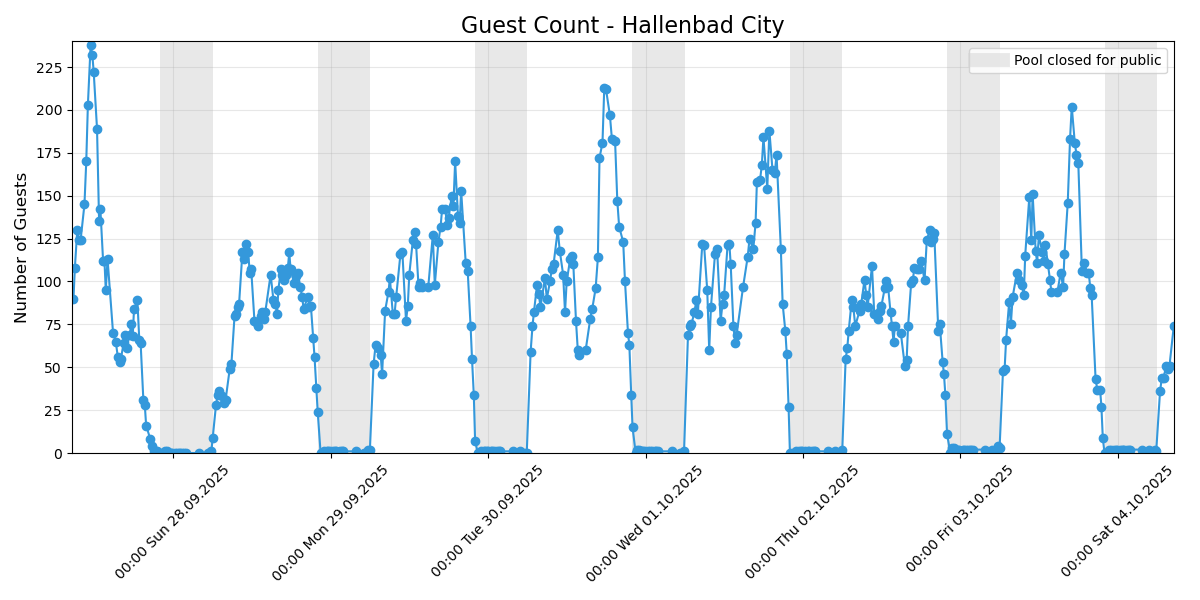 Guest Count - Hallenbad City
Pool closed for public
Number of Guests
225
200
175
150
125
100
75
50
25
0
00:00 Sun 28.09.2025
00:00 Mon 29.09.2025
00:00 Tue 30.09.2025
00:00 Wed 01.10.2025
00:00 Thu 02.10.2025
00:00 Fri 03.10.2025
00:00 Sat 04.10.2025